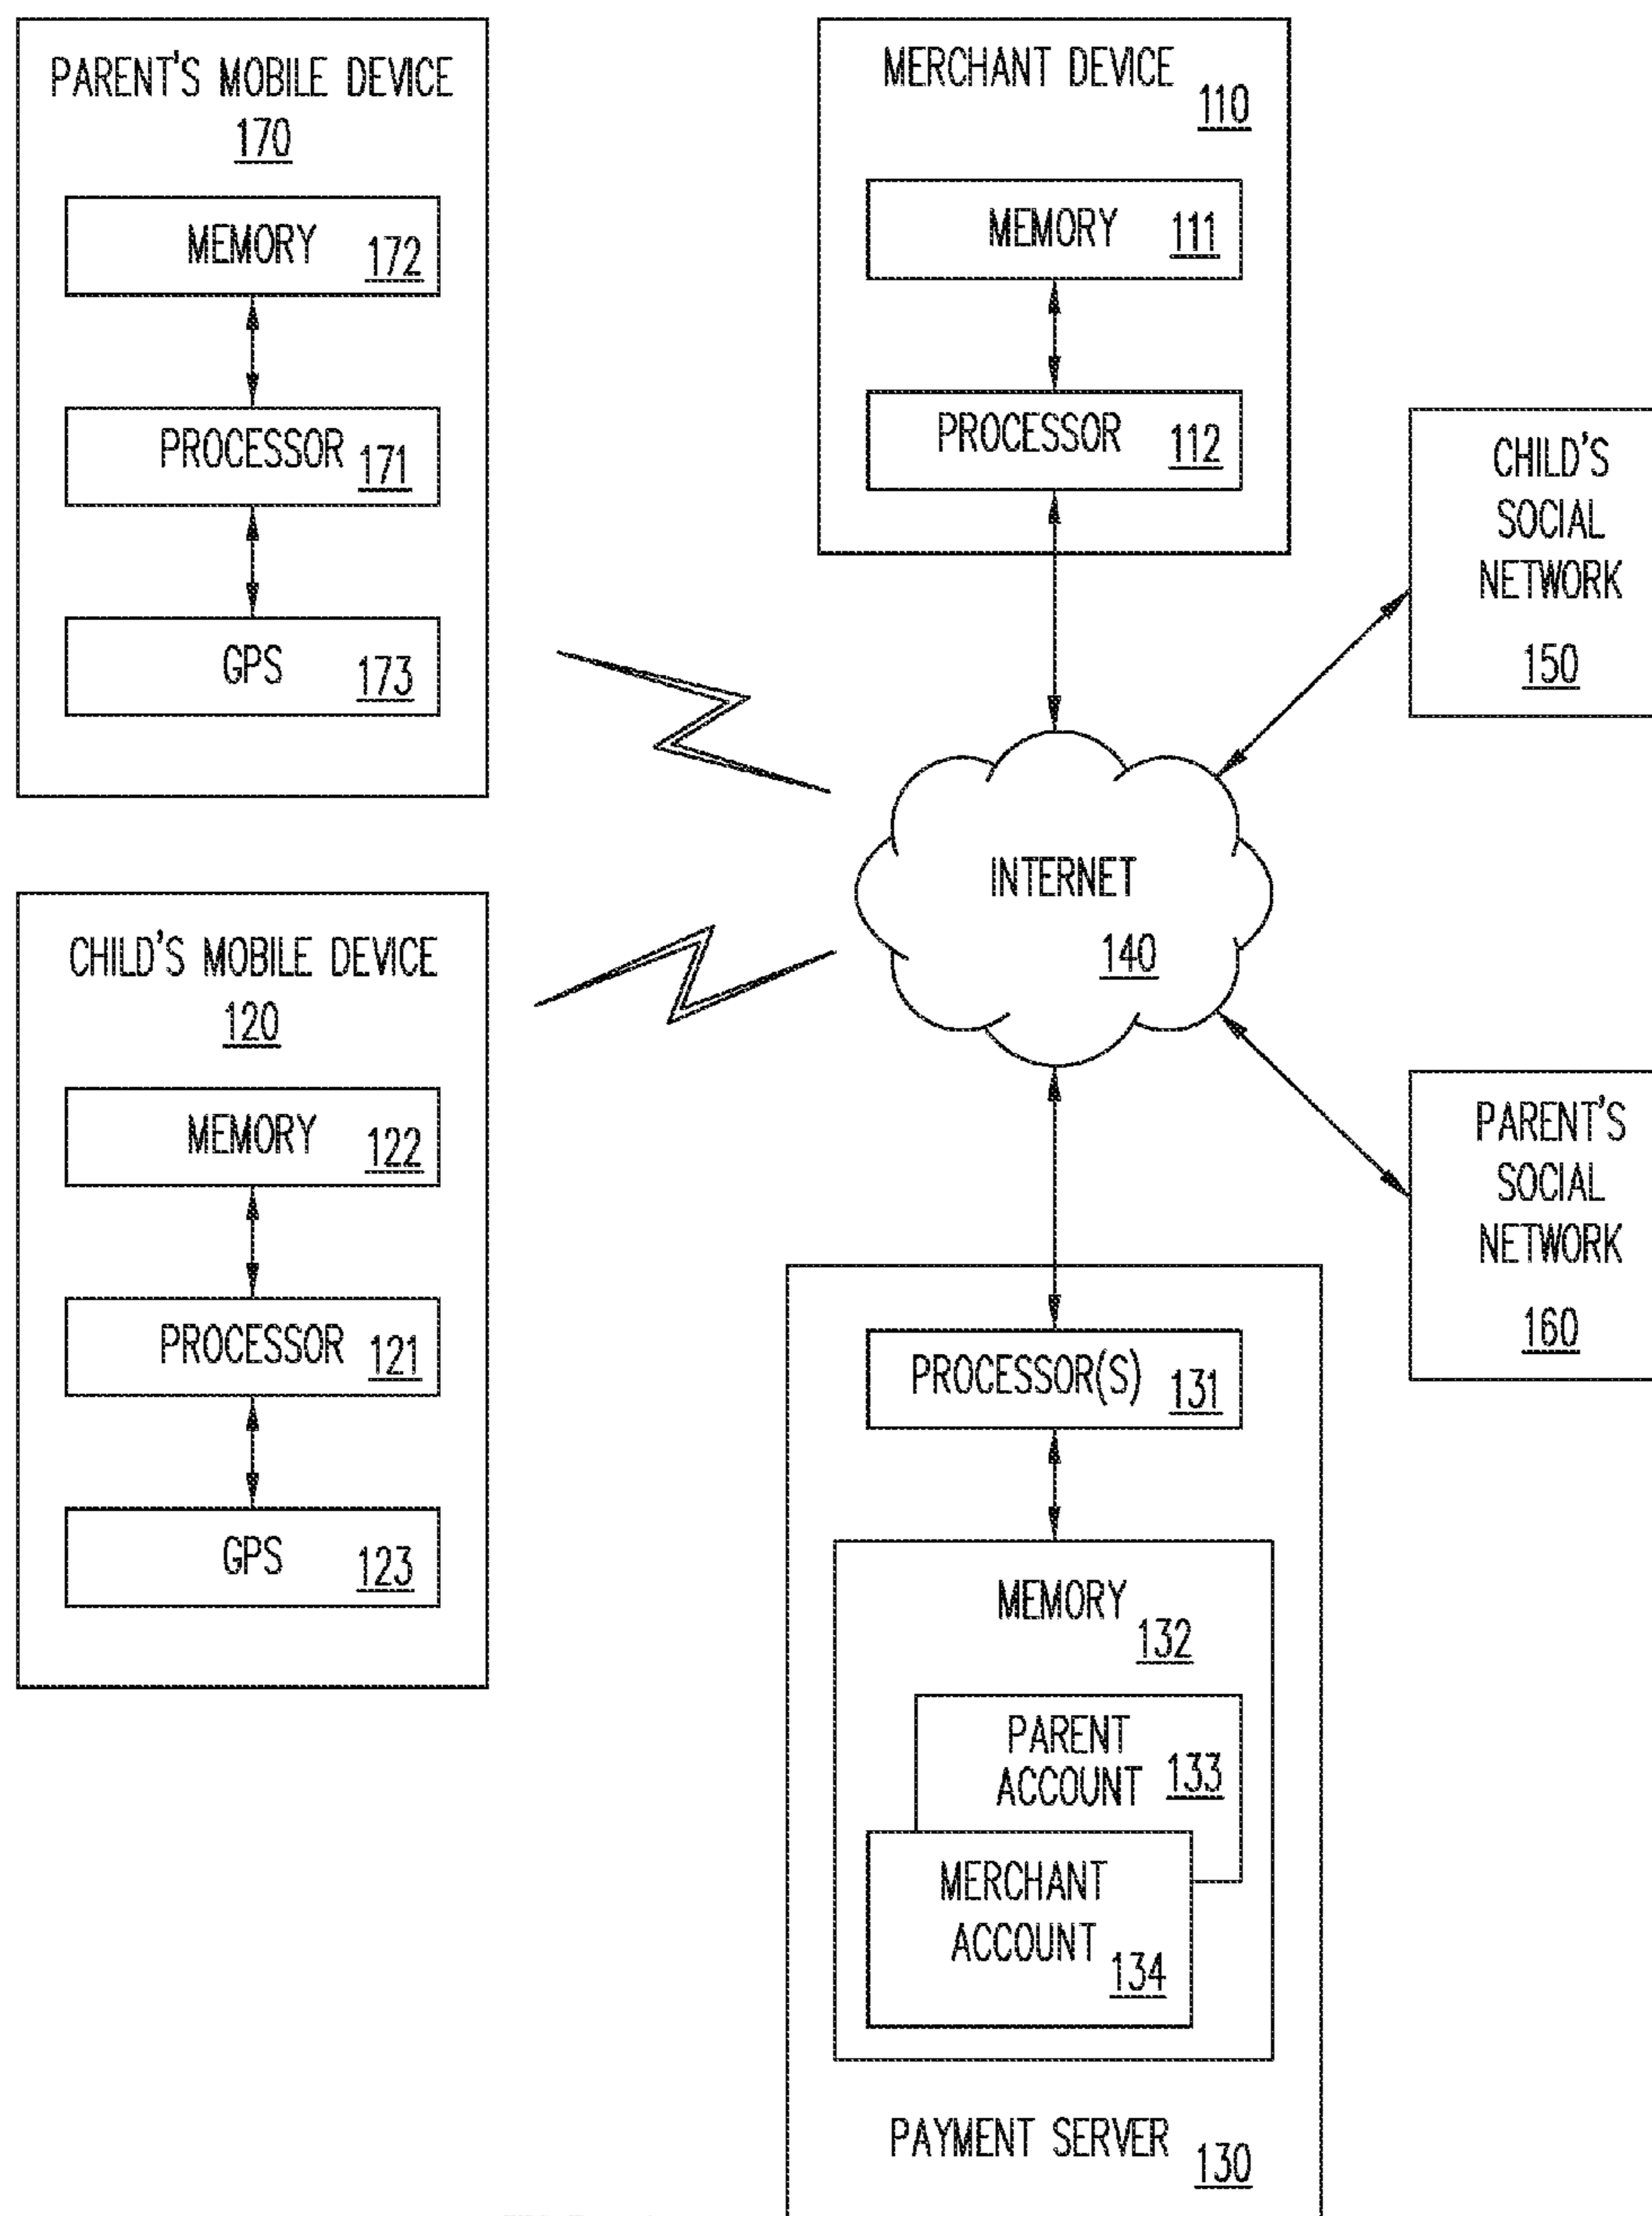 PARENT'S MOBILE DEVICE
170
MEMORY 172
PROCESSOR 171
GPS 173
MERCHANT DEVICE 110
MEMORY 111
PROCESSOR 112
CHILD'S
SOCIAL
NETWORK
150
INTERNET
140
CHILD'S MOBILE DEVICE
120
MEMORY 122
PROCESSOR 121
GPS 123
PARENT'S
SOCIAL
NETWORK
160
PROCESSOR(S) 131
MEMORY 132
PARENT
ACCOUNT 133
MERCHANT
ACCOUNT 134
PAYMENT SERVER 130